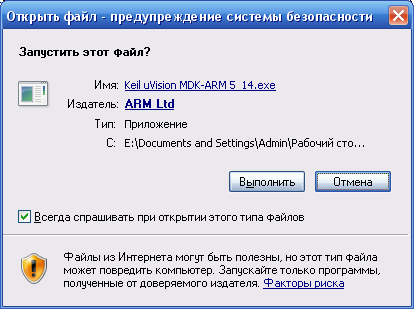 Открыть файл - предупреждение системы безопасности
Запустить этот файл?
Имя: Keil uVision MDK-ARM 5_14.exe
Издатель: ARM Ltd
Тип: Приложение
С: E:\Documents and Settings\Admin\Рабочий сто...
Выполнить Отмена
Всегда спрашивать при открытии этого типа файлов
Файлы из Интернета могут быть полезны, но этот тип файла
может повредить компьютер. Запускайте только программы,
полученные от доверяемого издателя. Факторы риска